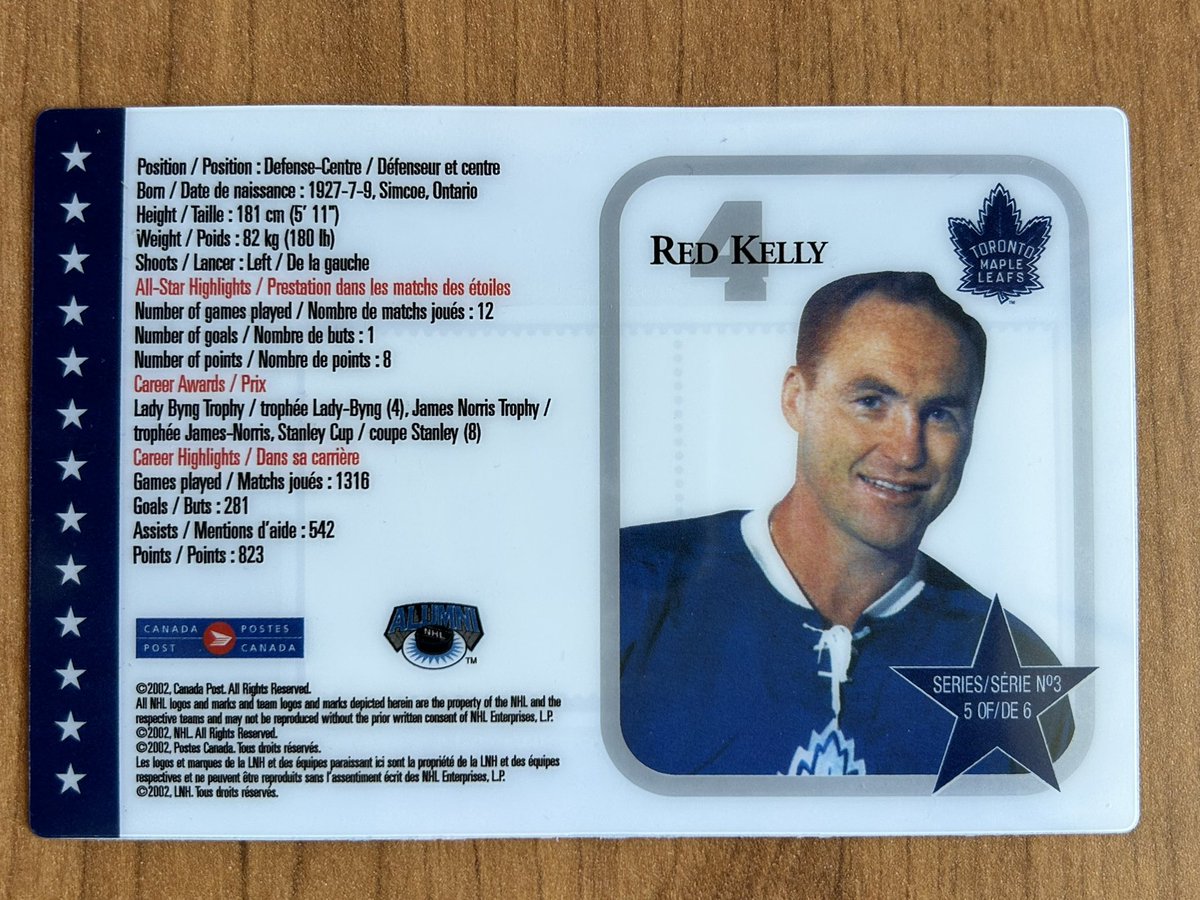 Position / Position : Defense-Centre / Défenseur et centre
Born / Date de naissance : 1927-7-9, Simcoe, Ontario
Height / Taille : 181 cm (5' 11")
Weight / Poids : 82 kg (180 lb)
Shoots / Lancer : Left / De la gauche
All-Star Highlights / Prestation dans les matchs des étoiles
Number of games played / Nombre de matchs joués : 12
Number of goals / Nombre de buts : 1
Number of points / Nombre de points : 8
Career Awards / Prix
Lady Byng Trophy / trophée Lady-Byng (4), James Norris Trophy /
trophée James-Norris, Stanley Cup / coupe Stanley (8)
Career Highlights / Dans sa carrière
Games played / Matchs joués : 1316
Goals / Buts : 281
Assists / Mentions d'aide : 542
Points / Points : 823
CANADA POSTES
POST CANADA
ALUMNI
NHL
TM
©2002, Canada Post. All Rights Reserved.
All NHL logos and marks and team logos and marks depicted herein are the property of the NHL and the
respective teams and may not be reproduced without the prior written consent of NHL Enterprises, L.P.
©2002, NHL. All Rights Reserved.
©2002, Postes Canada. Tous droits réservés.
Les logos et marques de la LNH et des équipes paraissant ici sont la propriété de la LNH et des équipes
respectives et ne peuvent être reproduits sans l'assentiment écrit des NHL Enterprises, L.P.
©2002, LNH. Tous droits réservés.
4
RED KELLY
TORONTO
MAPLE
LEAFS
TM
SERIES/SÉRIE Nº3
5 OF/DE 6